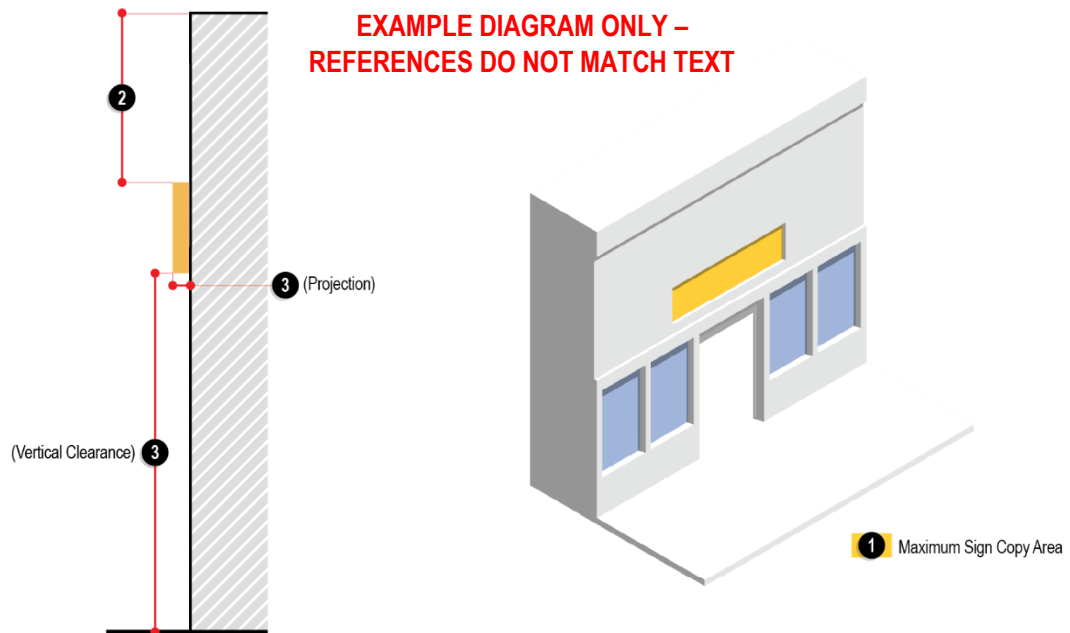 EXAMPLE DIAGRAM ONLY –
REFERENCES DO NOT MATCH TEXT
2
3 (Projection)
(Vertical Clearance) 3
1 Maximum Sign Copy Area